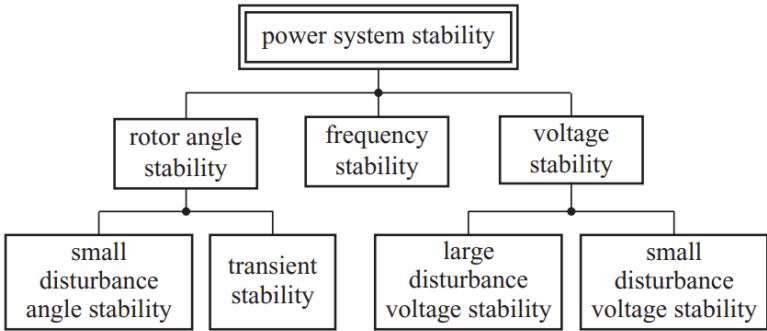 power system stability
rotor angle
stability
frequency
stability
voltage
stability
small
disturbance
angle stability
transient
stability
large
disturbance
voltage stability
small
disturbance
voltage stability